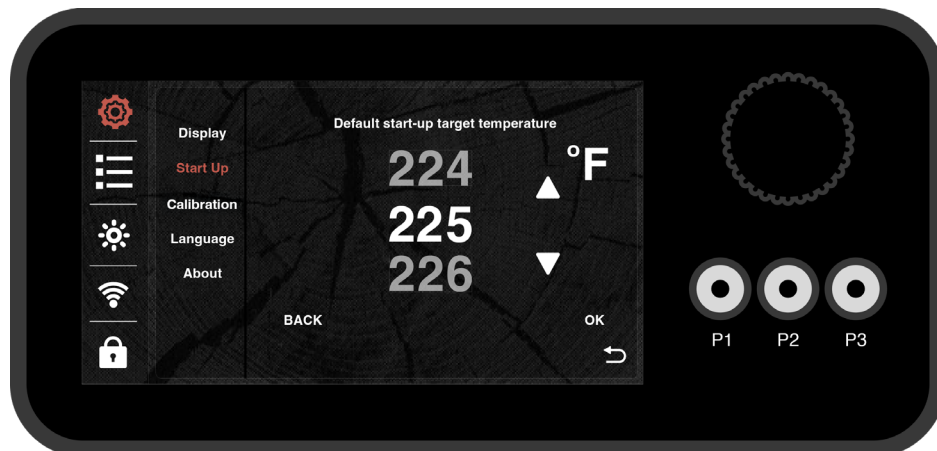 Display
Start Up
Calibration
Language
About
Default start-up target temperature
224
225
226
°F
BACK
OK
P1
P2
P3